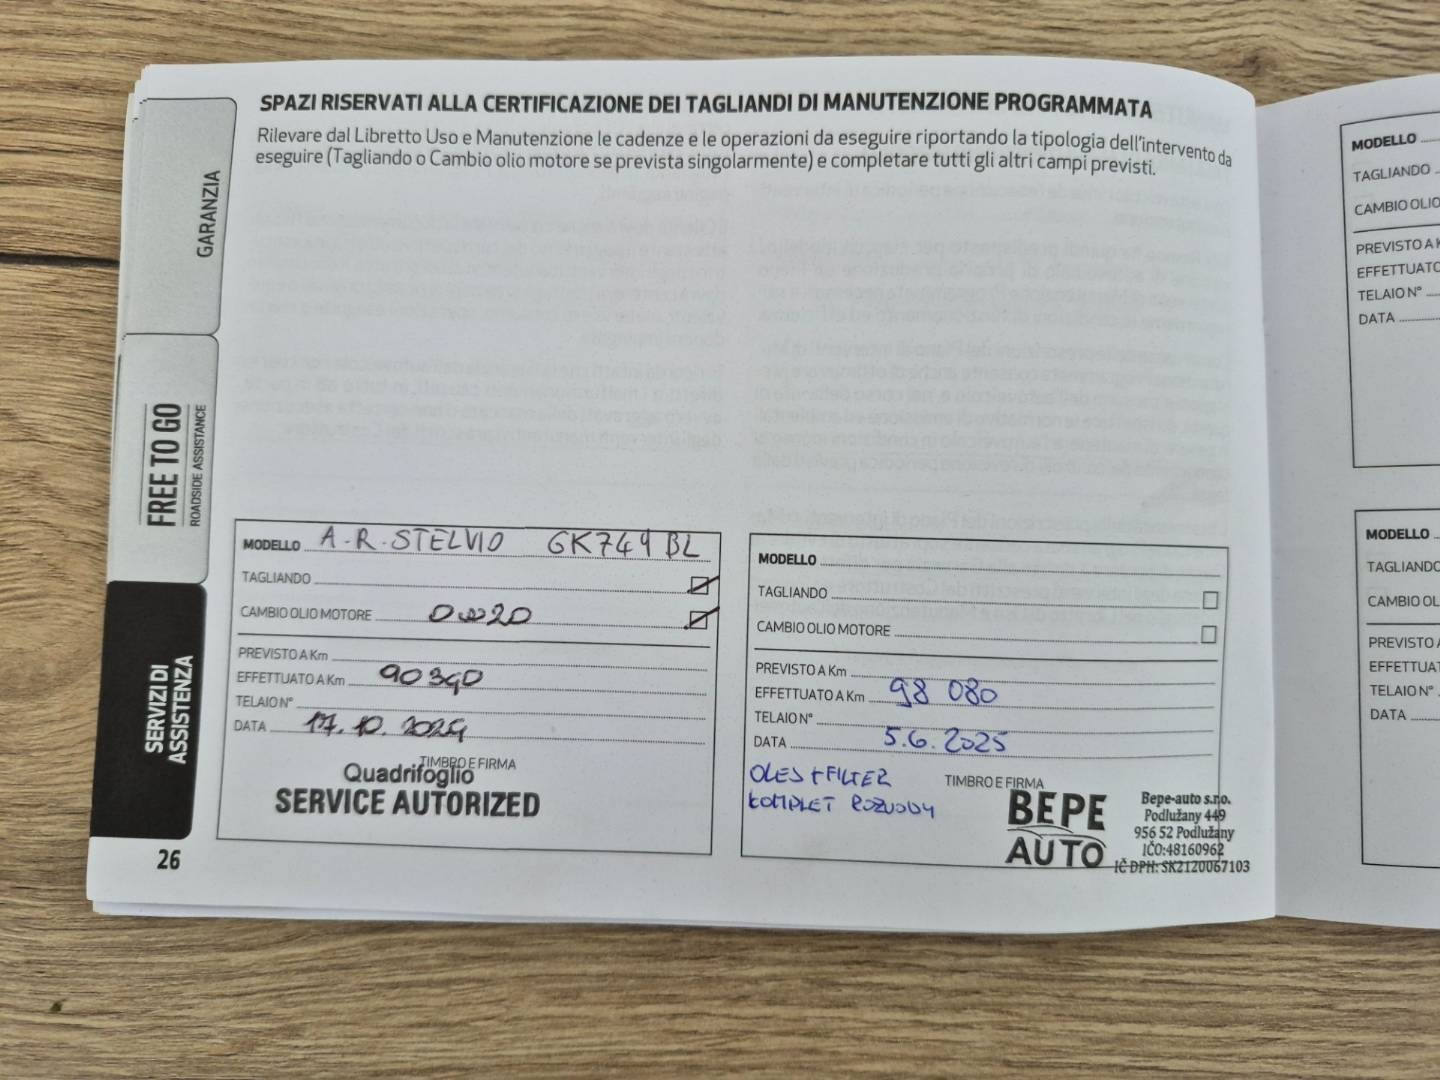 SPAZI RISERVATI ALLA CERTIFICAZIONE DEI TAGLIANDI DI MANUTENZIONE PROGRAMMATA
Rilevare dal Libretto Uso e Manutenzione le cadenze e le operazioni da eseguire riportando la tipologia dell'intervento da
eseguire (Tagliando o Cambio olio motore se prevista singolarmente) e completare tutti gli altri campi previsti.
GARANZIA
FREE TO GO
ROADSIDE ASSISTANCE
SERVIZI DI
ASSISTENZA
26
MODELLO A.R. STELVIO GK749BL
TAGLIANDO
CAMBIO OLIO MOTORE 0w20
PREVISTO A Km
EFFETTUATO A Km 90390
TELAIO N°
DATA 17.10.2024
TIMBRO E FIRMA
Quadrifoglio
SERVICE AUTORIZED
MODELLO
TAGLIANDO
CAMBIO OLIO MOTORE
PREVISTO A Km
EFFETTUATO A Km 98 080
TELAIO N°
DATA 5.6.2025
OLEJ + FILTER
KOMPLET ROZVODY
TIMBRO E FIRMA
BEPE
AUTO
Bepe-auto s.r.o.
Podlužany 449
956 52 Podlužany
IČO:48160962
IČ DPH: SK2120067103
MODELLO
TAGLIANDO
CAMBIO OLIO
PREVISTO A
EFFETTUATO
TELAIO N°
DATA
MODELLO
TAGLIANDO
CAMBIO OL
PREVISTO A
EFFETTUAT
TELAIO N°
DATA